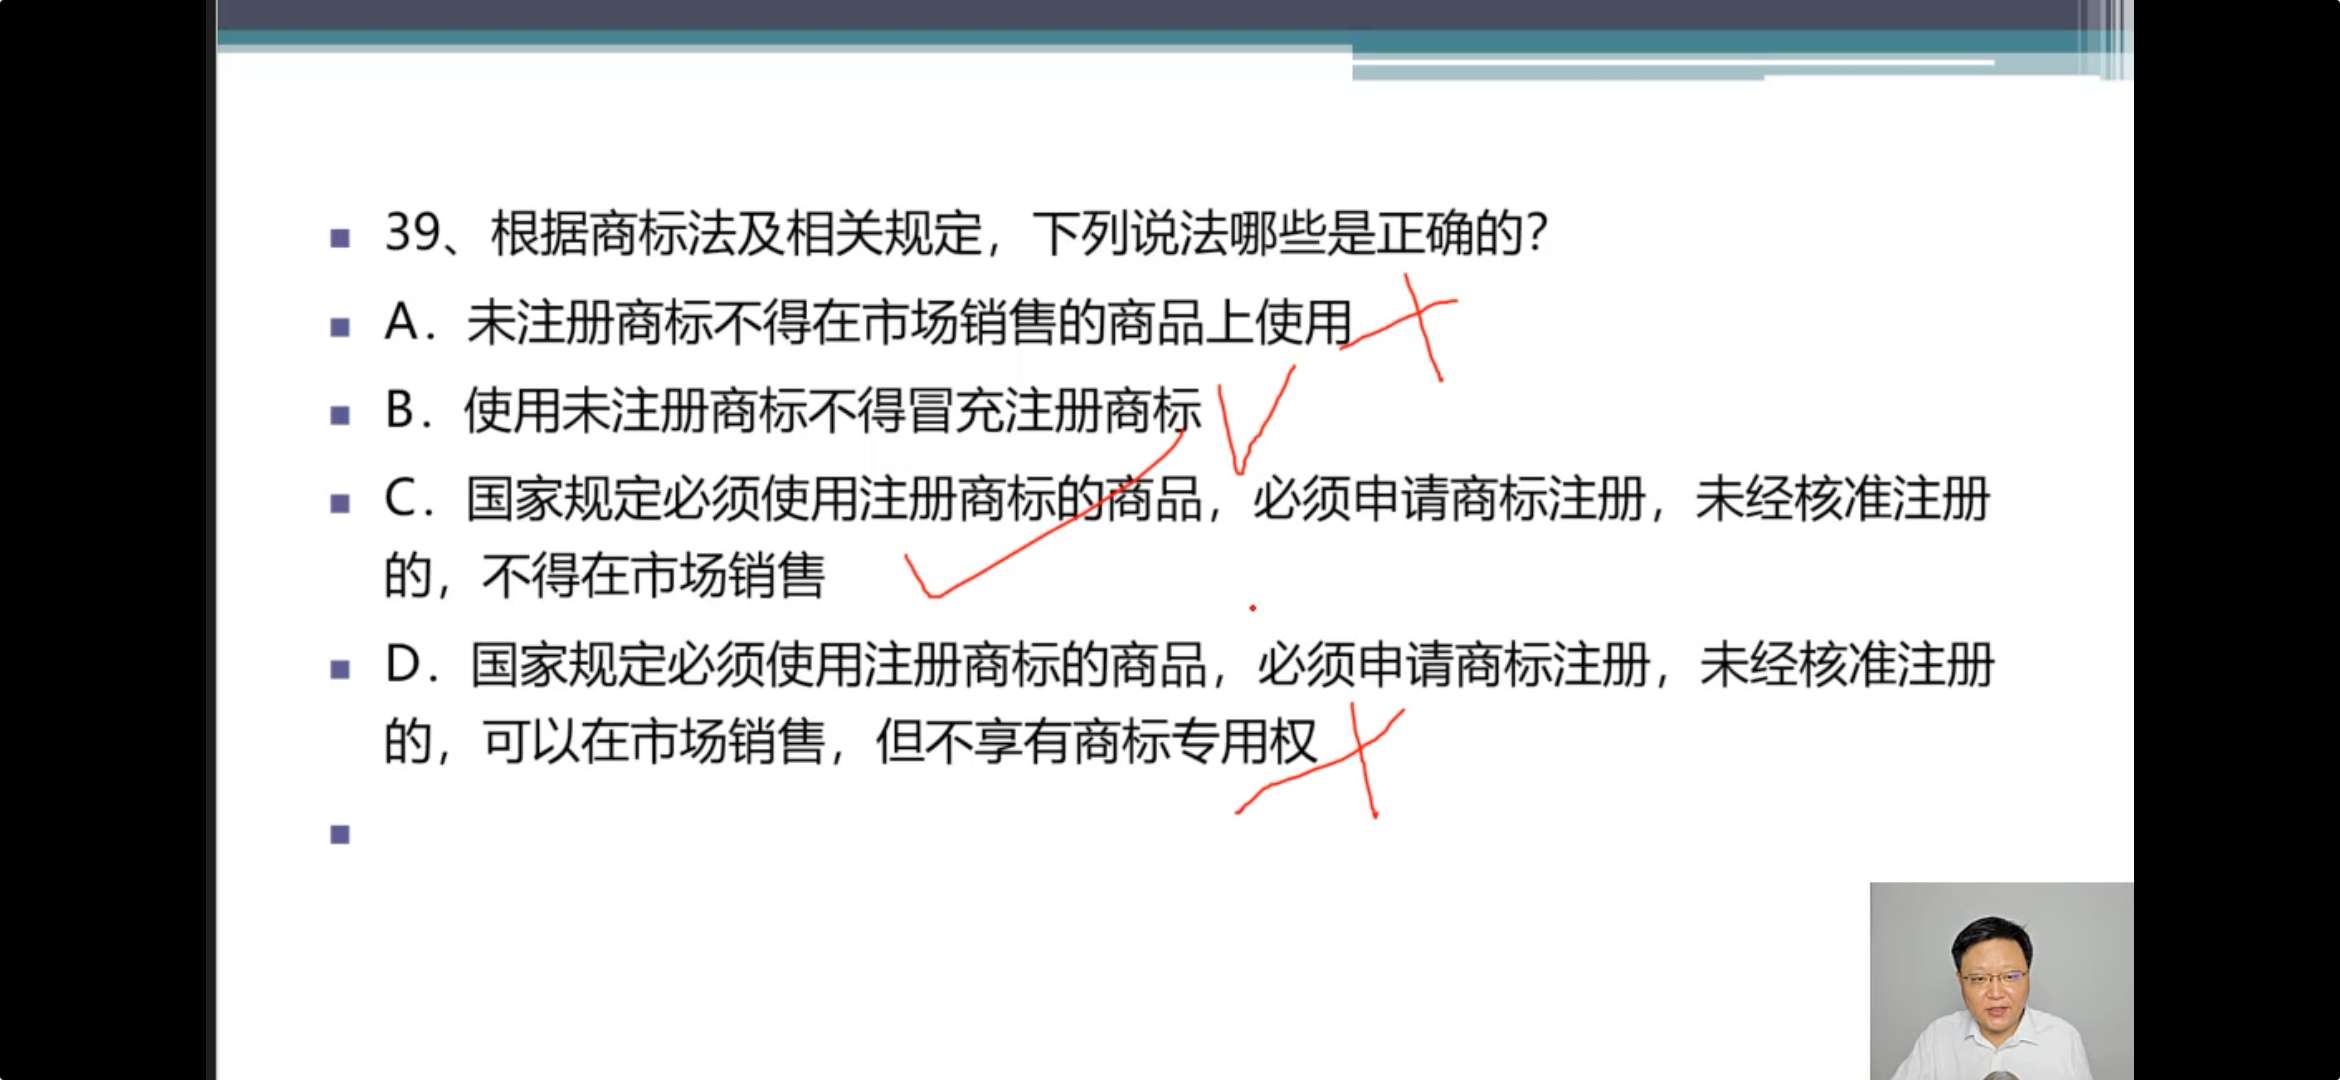 39、根据商标法及相关规定，下列说法哪些是正确的?
A．未注册商标不得在市场销售的商品上使用
B．使用未注册商标不得冒充注册商标
C．国家规定必须使用注册商标的商品，必须申请商标注册，未经核准注册
的，不得在市场销售
D．国家规定必须使用注册商标的商品，必须申请商标注册，未经核准注册
的，可以在市场销售，但不享有商标专用权